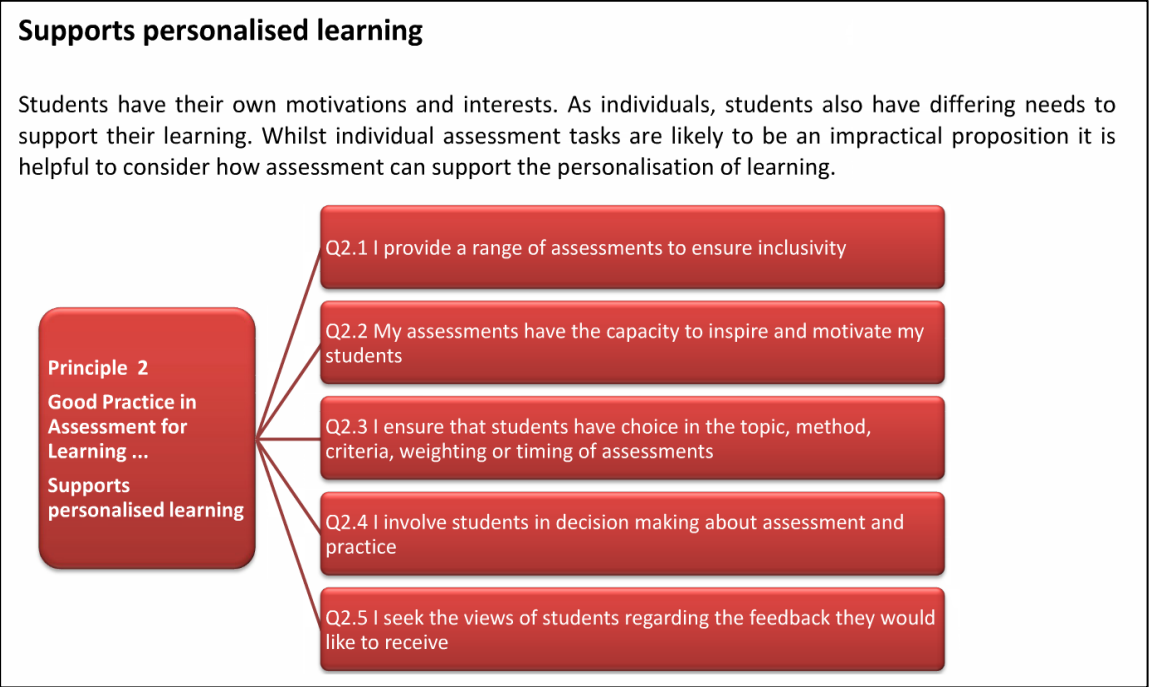 Supports personalised learning
Students have their own motivations and interests. As individuals, students also have differing needs to
support their learning. Whilst individual assessment tasks are likely to be an impractical proposition it is
helpful to consider how assessment can support the personalisation of learning.
Principle 2
Good Practice in
Assessment for
Learning ...
Supports
personalised learning
Q2.1 I provide a range of assessments to ensure inclusivity
Q2.2 My assessments have the capacity to inspire and motivate my
students
Q2.3 I ensure that students have choice in the topic, method,
criteria, weighting or timing of assessments
Q2.4 I involve students in decision making about assessment and
practice
Q2.5 I seek the views of students regarding the feedback they would
like to receive